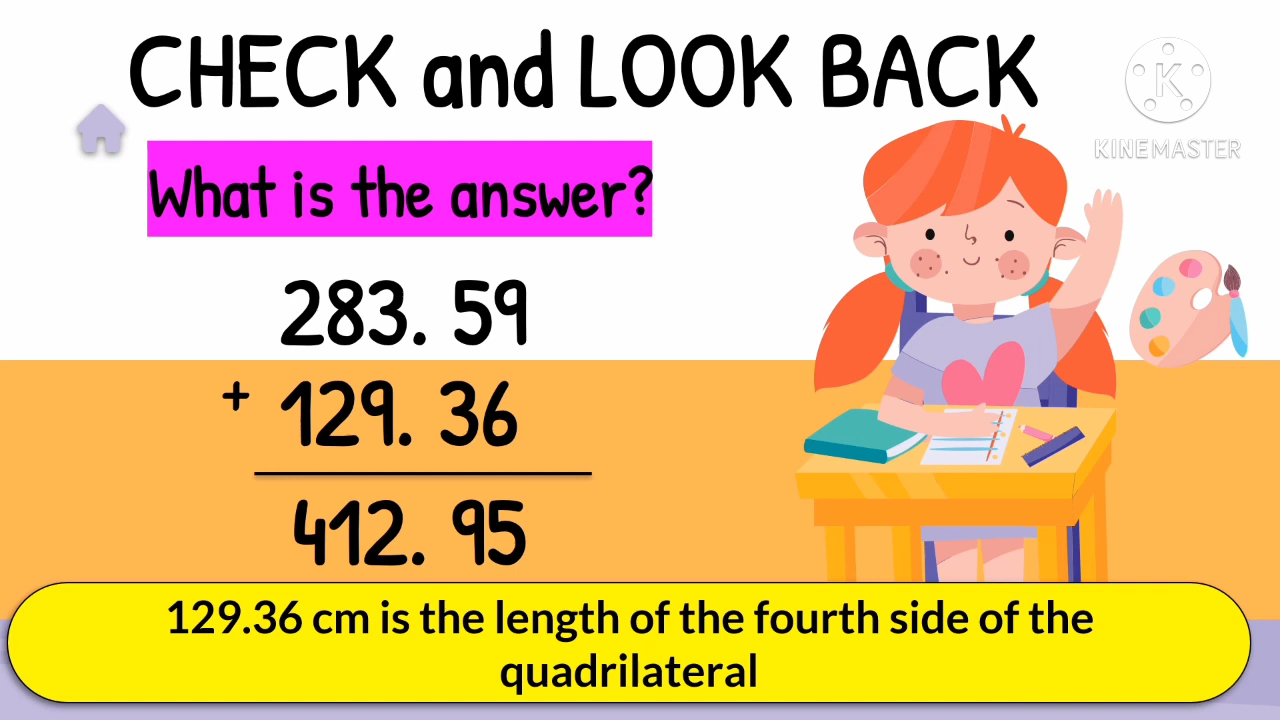 CHECK and LOOK BACK
K
KINEMASTER
What is the answer?
283. 59
+ 129. 36
412. 95
129.36 cm is the length of the fourth side of the
quadrilateral